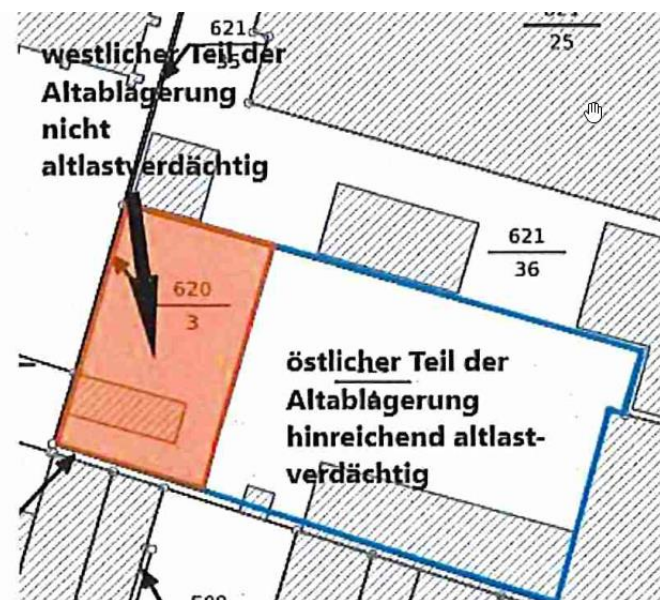 621
35
25
westlicher Teil der
Altablagerung
nicht
altlastverdächtig
621
36
620
3
östlicher Teil der
Altablagerung
hinreichend altlast-
verdächtig